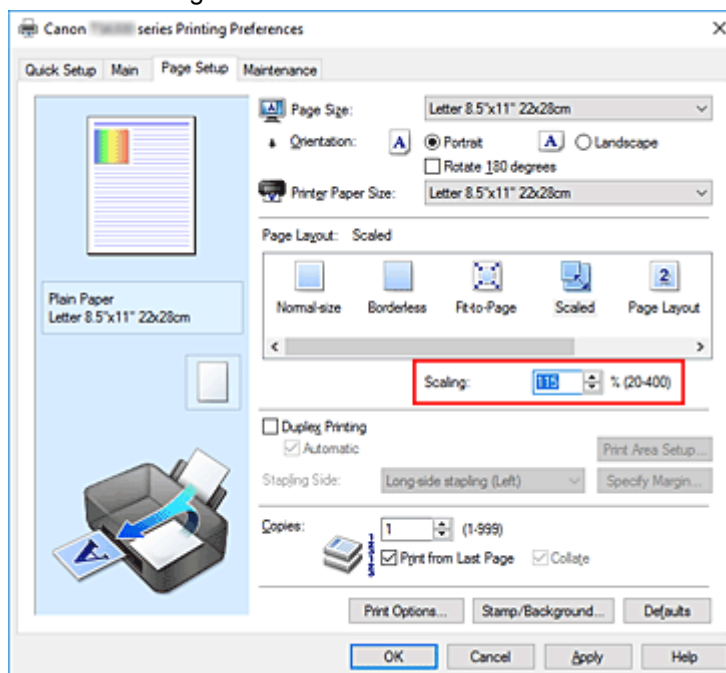 Canon series Printing Preferences
Quick Setup Main Page Setup Maintenance
Page Size: Letter 8.5"x11" 22x28cm
Orientation: A Portrait A Landscape
Rotate 180 degrees
Printer Paper Size: Letter 8.5"x11" 22x28cm
Page Layout: Scaled
Normal-size Borderless Fit-to-Page Scaled 2 Page Layout
Plain Paper
Letter 8.5"x11" 22x28cm
Scaling: 115 % (20-400)
Duplex Printing
Automatic
Print Area Setup...
Stapling Side: Long-side stapling (Left) Specify Margin...
Copies: 1 (1-999)
Print from Last Page Collate
A
Print Options... Stamp/Background... Defaults
OK Cancel Apply Help